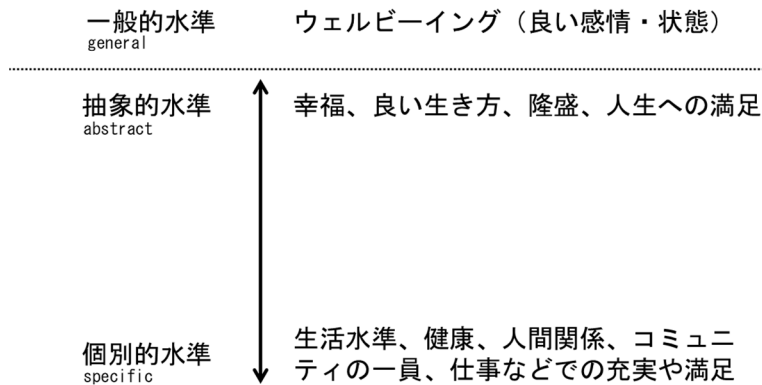 一般的水準 ウェルビーイング（良い感情・状態）
general
抽象的水準 幸福、良い生き方、隆盛、人生への満足
abstract
生活水準、健康、人間関係、コミュニ
個別的水準 ティの一員、仕事などでの充実や満足
specific